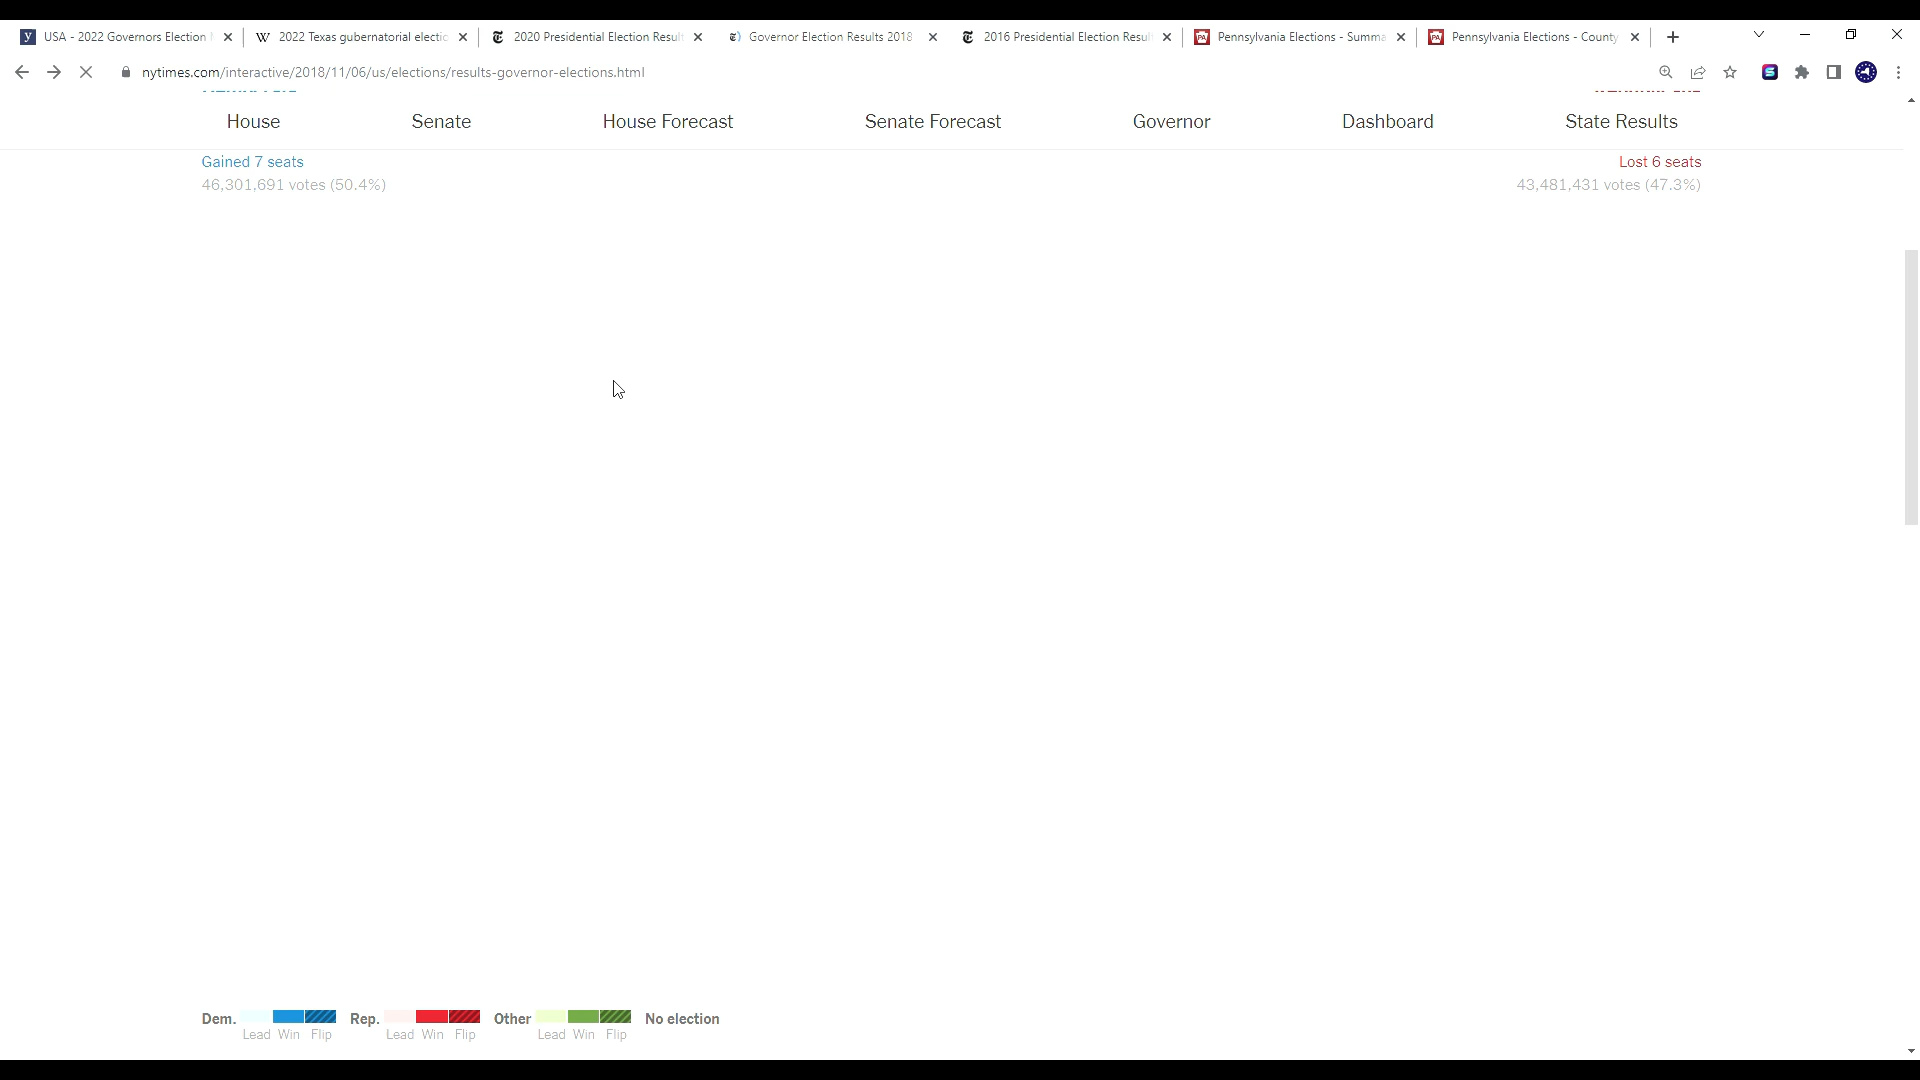 USA - 2022 Governors Election
2022 Texas gubernatorial electic
2020 Presidential Election Resul
Governor Election Results 2018
2016 Presidential Election Resul
Pennsylvania Elections - Summa
Pennsylvania Elections - County
nytimes.com/interactive/2018/11/06/us/elections/results-governor-elections.html
House
Senate
House Forecast
Senate Forecast
Governor
Dashboard
State Results
Gained 7 seats
Lost 6 seats
46,301,691 votes (50.4%)
43,481,431 votes (47.3%)
Dem.
Rep.
Other
No election
Lead Win Flip
Lead Win Flip
Lead Win Flip